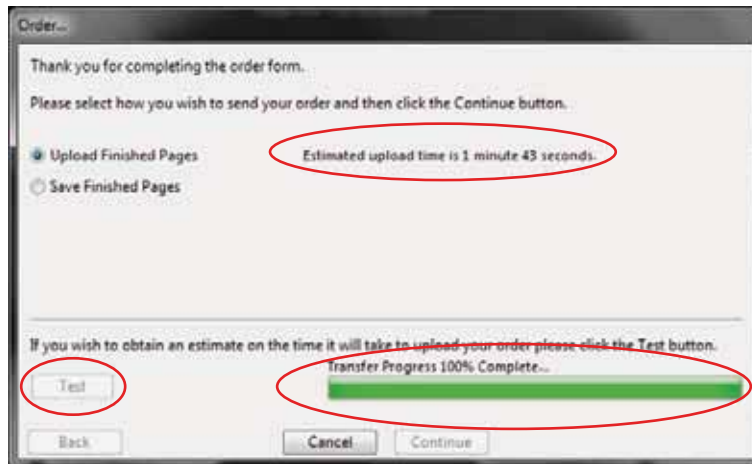 Order...
Thank you for completing the order form.
Please select how you wish to send your order and then click the Continue button.
Upload Finished Pages
Estimated upload time is 1 minute 43 seconds.
Save Finished Pages
If you wish to obtain an estimate on the time it will take to upload your order please click the Test button.
Transfer Progress 100% Complete...
Test
Back
Cancel
Continue